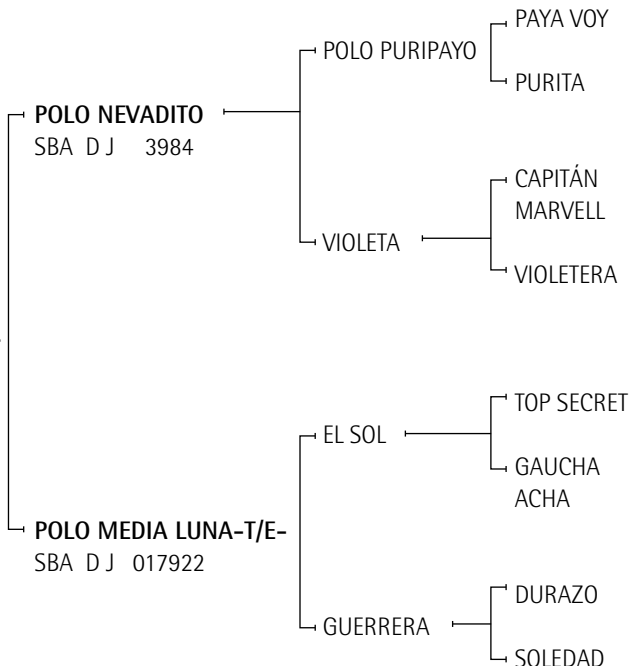 PAYA VOY
POLO PURIPAYO
PURITA
POLO NEVADITO
SBA D J 3984
CAPITÁN
MARVELL
VIOLETA
VIOLETERA
TOP SECRET
EL SOL
GAUCHA
ACHA
POLO MEDIA LUNA-T/E-
SBA D J 017922
DURAZO
GUERRERA
SOLEDAD